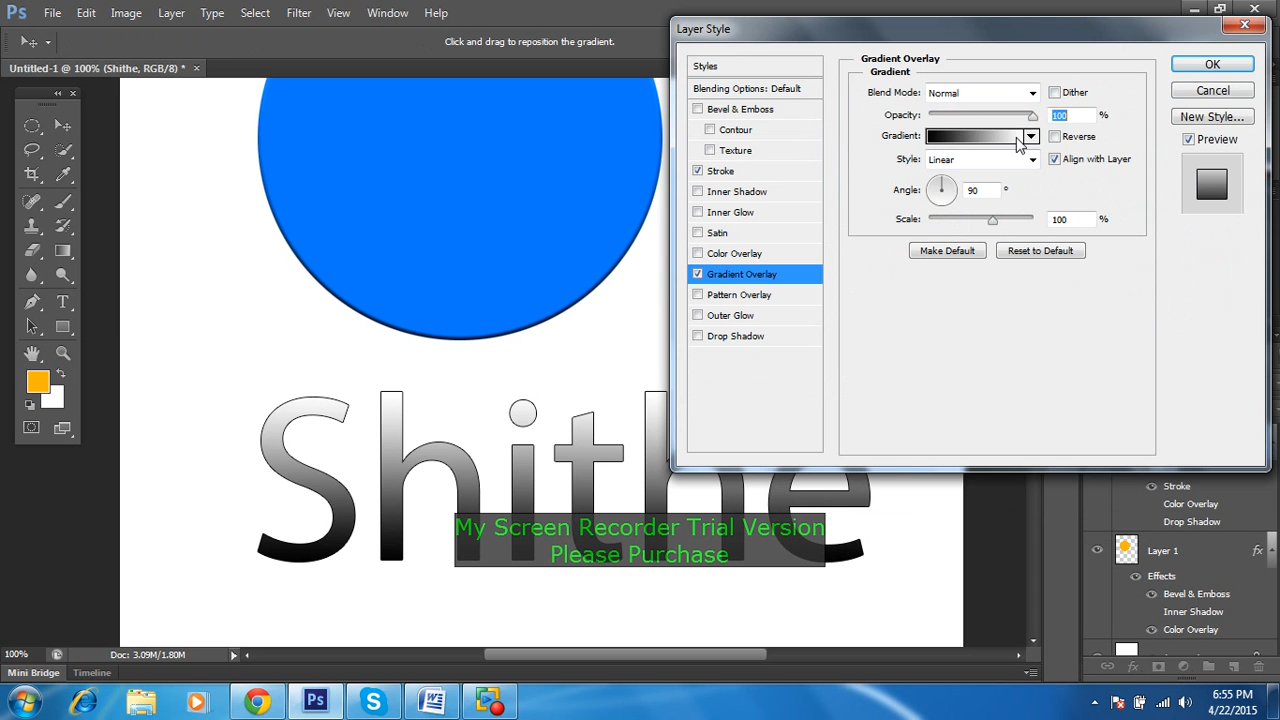 Ps File Edit Image Layer Type Select Filter View Window Help
Click and drag to reposition the gradient.
Untitled-1 @ 100% (Shithe, RGB/8) * ×
Layer Style
Styles
Blending Options: Default
Bevel & Emboss
Contour
Texture
Stroke
Inner Shadow
Inner Glow
Satin
Color Overlay
Gradient Overlay
Pattern Overlay
Outer Glow
Drop Shadow
Gradient Overlay
Gradient
Blend Mode: Normal Dither
Opacity: 100 %
Gradient: Reverse
Style: Linear Align with Layer
Angle: 90 °
Scale: 100 %
Make Default Reset to Default
OK
Cancel
New Style...
Preview
Shithe
My Screen Recorder Trial Version
Please Purchase
Stroke
Color Overlay
Drop Shadow
Layer 1 fx
Effects
Bevel & Emboss
Inner Shadow
Color Overlay
100% Doc: 3.09M/1.80M
Mini Bridge Timeline
6:55 PM
4/22/2015